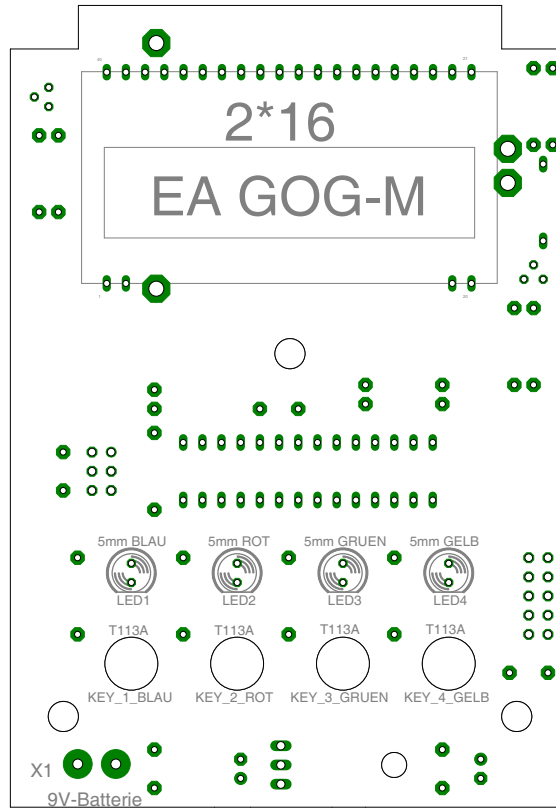 2*16
EA GOG-M
5mm BLAU 5mm ROT 5mm GRUEN 5mm GELB
LED1 LED2 LED3 LED4
T113A T113A T113A T113A
KEY_1_BLAU KEY_2_ROT KEY_3_GRUEN KEY_4_GELB
X1
9V-Batterie